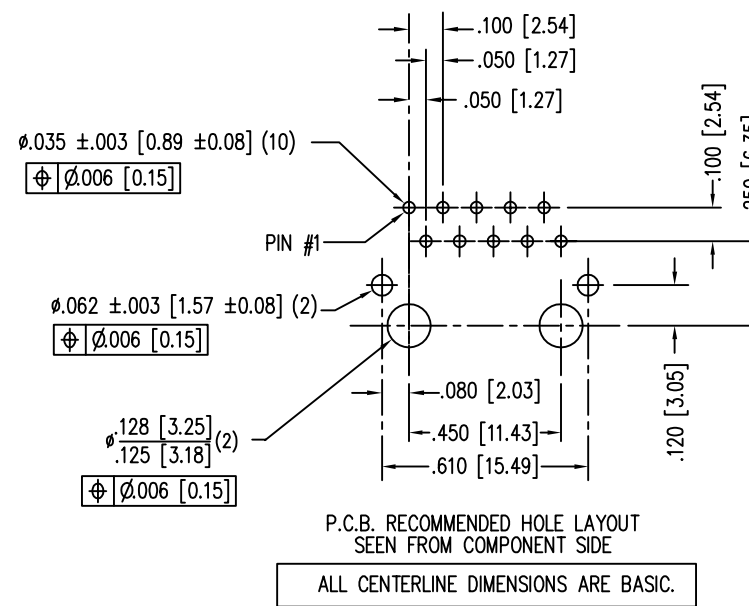 .100 [2.54]
.050 [1.27]
.050 [1.27]
⌀.035 ±.003 [0.89 ±0.08] (10)
⌖ ⌀.006 [0.15]
.100 [2.54]
PIN #1
⌀.062 ±.003 [1.57 ±0.08] (2)
⌖ ⌀.006 [0.15]
.080 [2.03]
.120 [3.05]
⌀ .128 [3.25]
.125 [3.18] (2)
.450 [11.43]
.610 [15.49]
⌖ ⌀.006 [0.15]
P.C.B. RECOMMENDED HOLE LAYOUT
SEEN FROM COMPONENT SIDE
ALL CENTERLINE DIMENSIONS ARE BASIC.